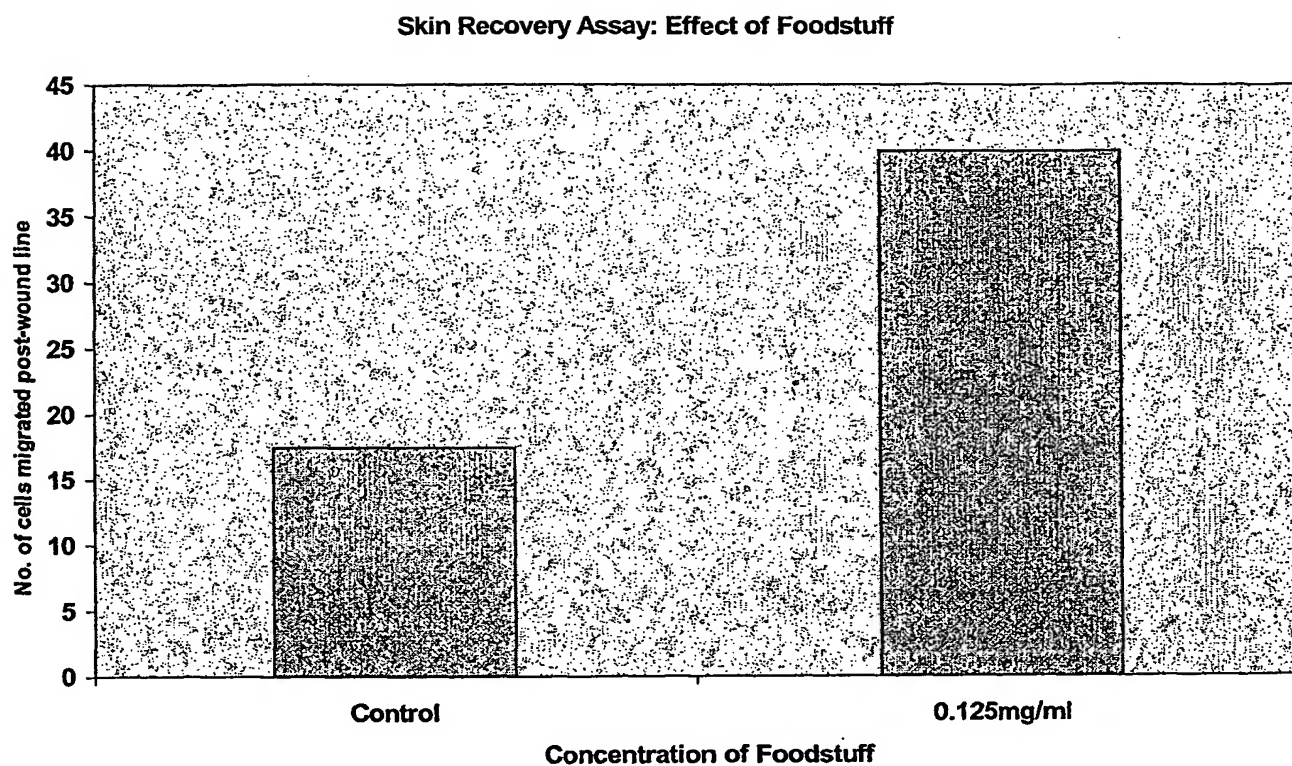 Skin Recovery Assay: Effect of Foodstuff
No. of cells migrated post-wound line
45
40
35
30
25
20
15
10
5
0
Control
0.125mg/ml
Concentration of Foodstuff